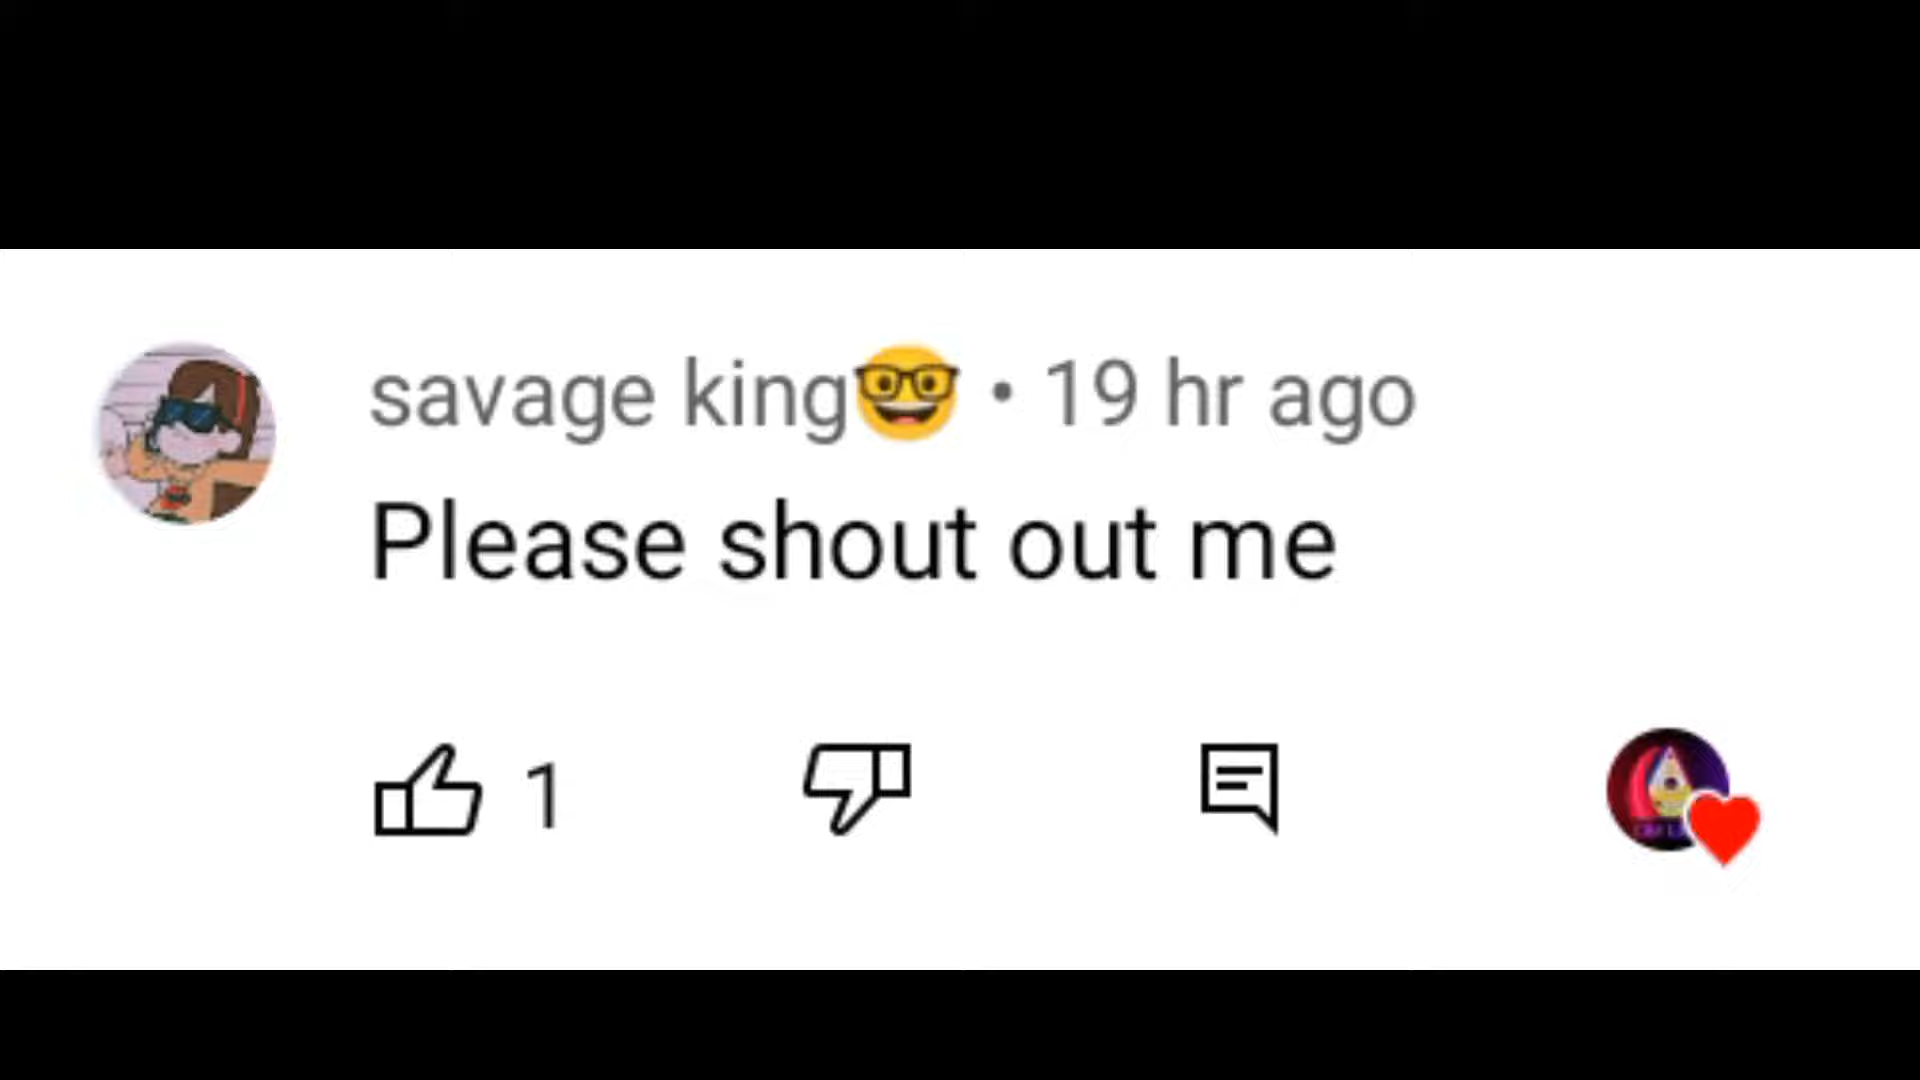 savage king🤓 • 19 hr ago
Please shout out me
1